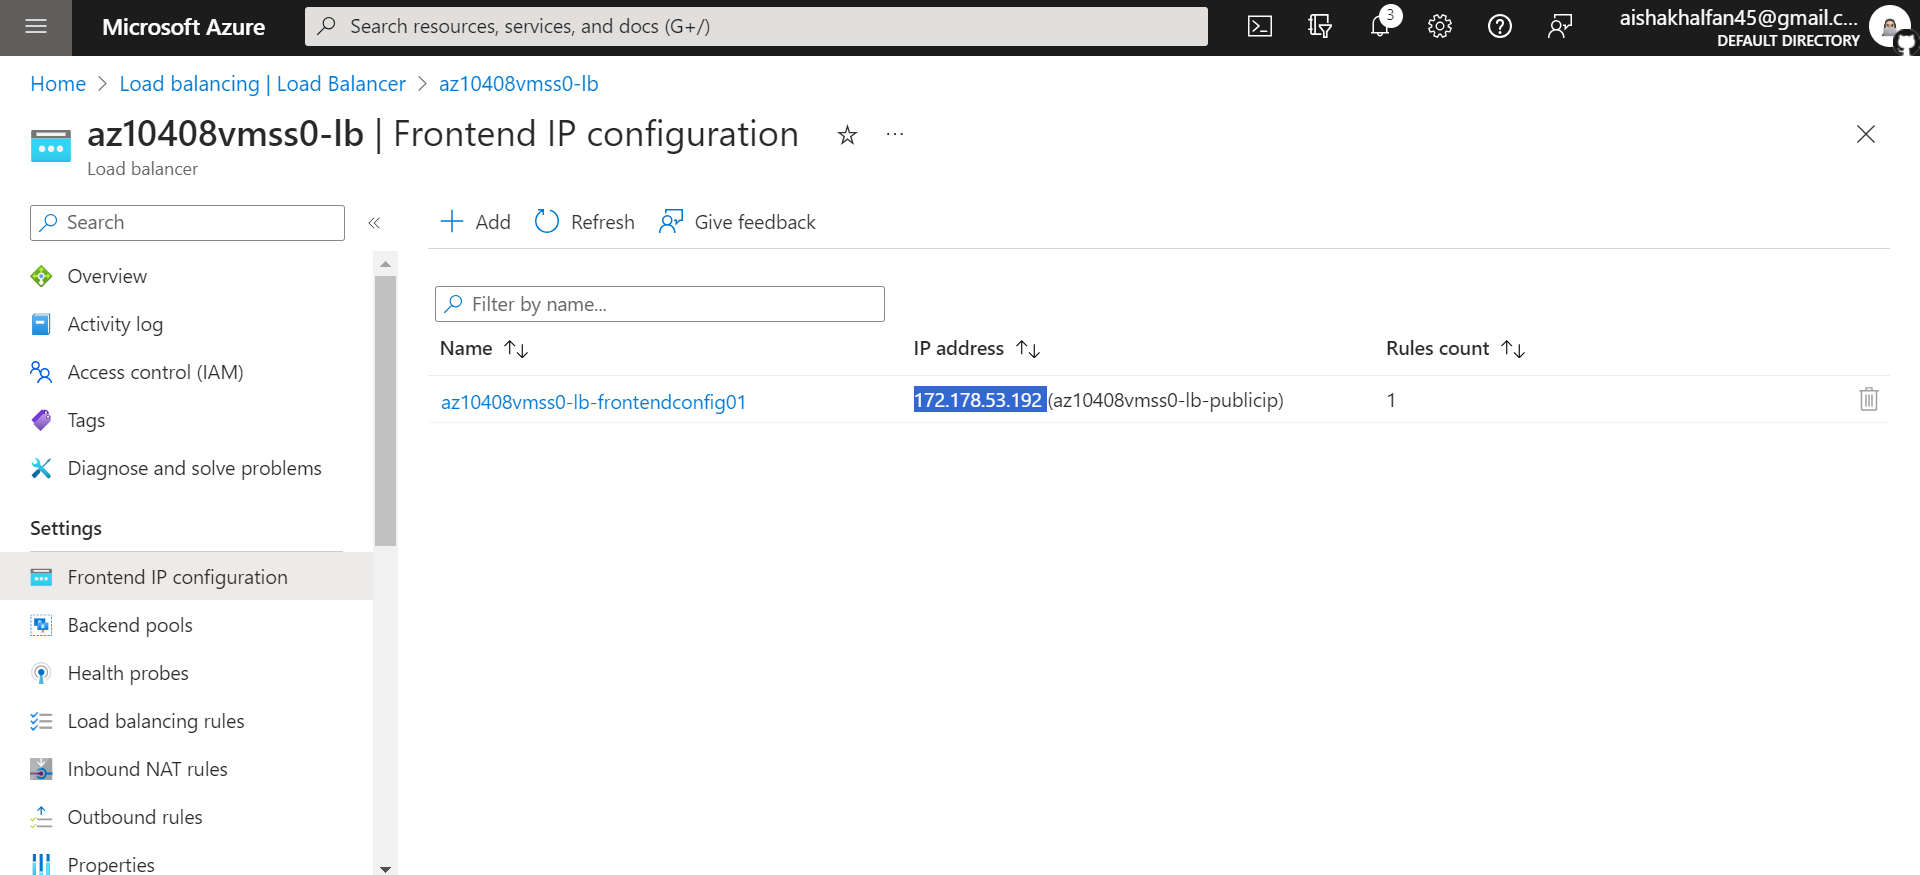 Microsoft Azure
Search resources, services, and docs (G+/)
3
aishakhalfan45@gmail.c...
DEFAULT DIRECTORY
Home > Load balancing | Load Balancer > az10408vmss0-lb
az10408vmss0-lb | Frontend IP configuration
Load balancer
Search
«
Overview
Activity log
Access control (IAM)
Tags
Diagnose and solve problems
Settings
Frontend IP configuration
Backend pools
Health probes
Load balancing rules
Inbound NAT rules
Outbound rules
Properties
Add
Refresh
Give feedback
Filter by name...
Name
IP address
Rules count
az10408vmss0-lb-frontendconfig01
172.178.53.192 (az10408vmss0-lb-publicip)
1